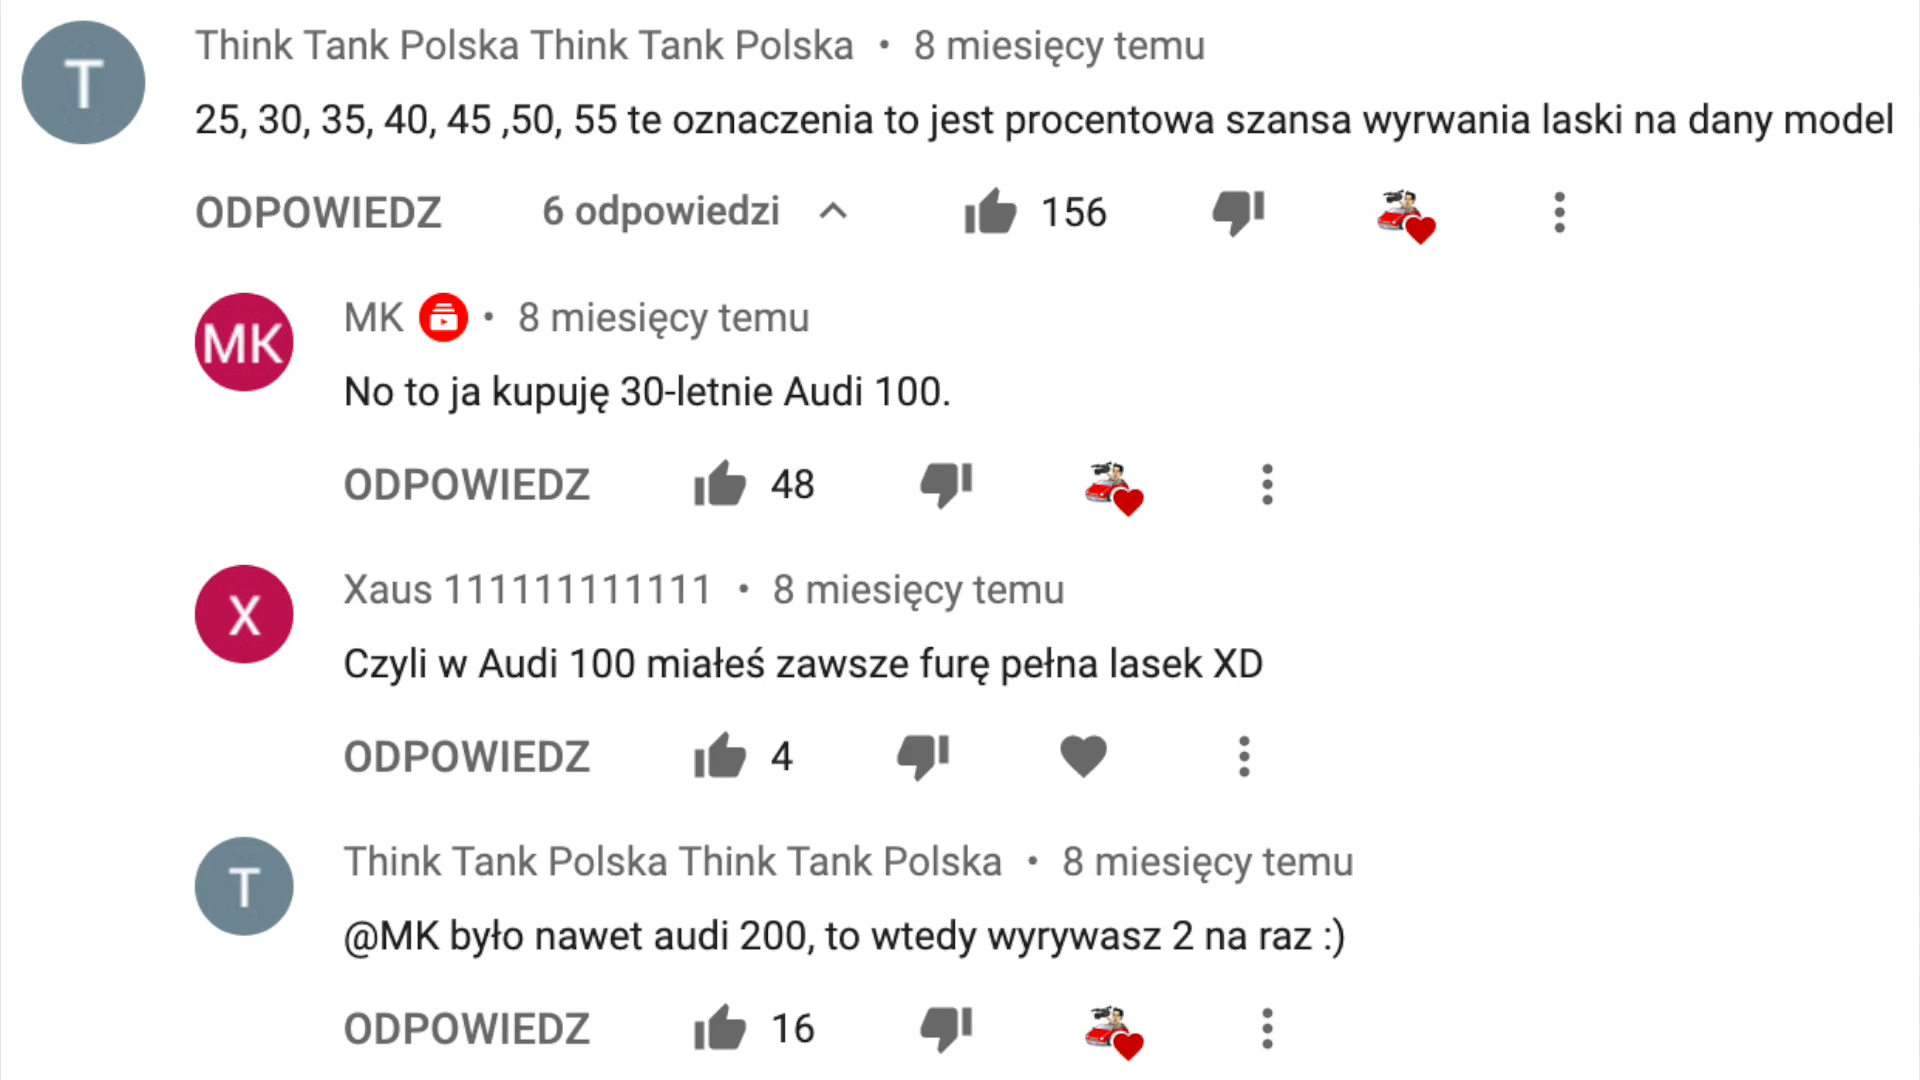 T
Think Tank Polska Think Tank Polska • 8 miesięcy temu
25, 30, 35, 40, 45 ,50, 55 te oznaczenia to jest procentowa szansa wyrwania laski na dany model
ODPOWIEDZ 6 odpowiedzi 156
MK
MK • 8 miesięcy temu
No to ja kupuję 30-letnie Audi 100.
ODPOWIEDZ 48
X
Xaus 111111111111 • 8 miesięcy temu
Czyli w Audi 100 miałeś zawsze furę pełna lasek XD
ODPOWIEDZ 4
T
Think Tank Polska Think Tank Polska • 8 miesięcy temu
@MK było nawet audi 200, to wtedy wyrywasz 2 na raz :)
ODPOWIEDZ 16